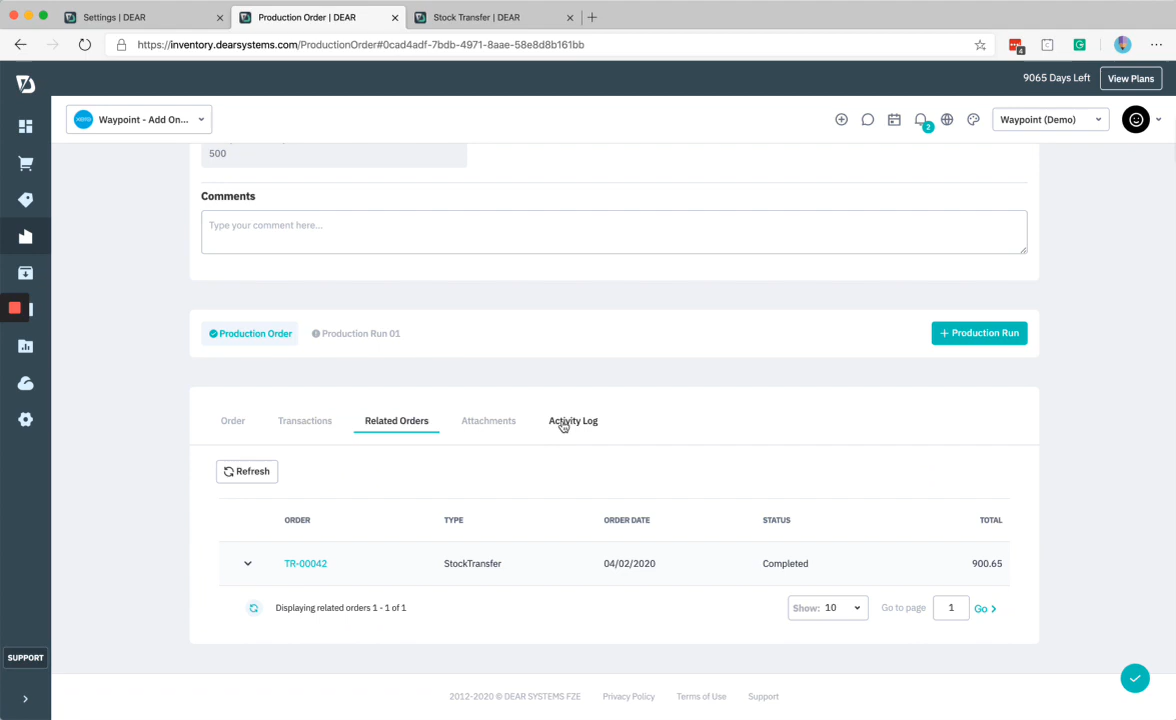 Settings | DEAR
Production Order | DEAR
Stock Transfer | DEAR
https://inventory.dearsystems.com/ProductionOrder#0cad4adf-7bdb-4971-8aae-58e8d8b161bb
4
9065 Days Left
View Plans
Waypoint - Add On...
2
Waypoint (Demo)
500
Comments
Type your comment here...
Production Order
Production Run 01
+ Production Run
Order
Transactions
Related Orders
Attachments
Activity Log
Refresh
ORDER TYPE ORDER DATE STATUS TOTAL
TR-00042 StockTransfer 04/02/2020 Completed 900.65
Displaying related orders 1 - 1 of 1
Show: 10
Go to page
1
Go >
SUPPORT
2012-2020 © DEAR SYSTEMS FZE
Privacy Policy
Terms of Use
Support